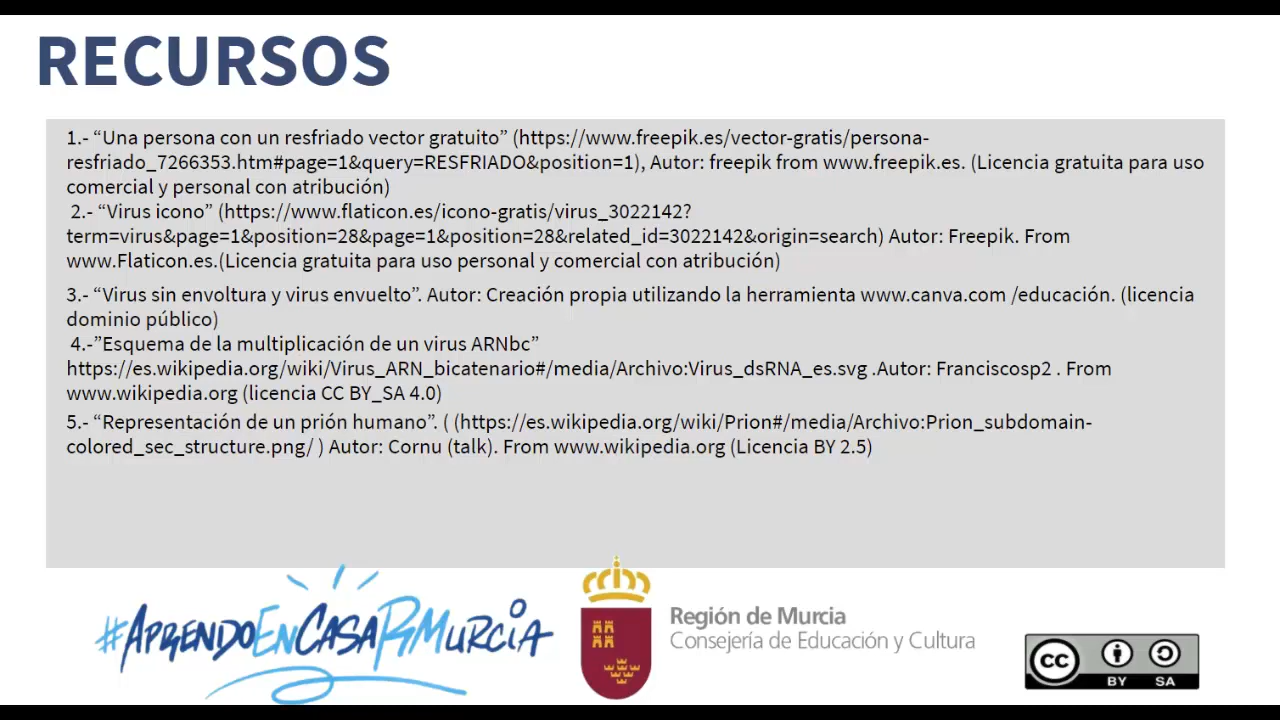 RECURSOS
1.- “Una persona con un resfriado vector gratuito” (https://www.freepik.es/vector-gratis/persona-
resfriado_7266353.htm#page=1&query=RESFRIADO&position=1), Autor: freepik from www.freepik.es. (Licencia gratuita para uso
comercial y personal con atribución)
2.- “Virus icono” (https://www.flaticon.es/icono-gratis/virus_3022142?
term=virus&page=1&position=28&page=1&position=28&related_id=3022142&origin=search) Autor: Freepik. From
www.Flaticon.es.(Licencia gratuita para uso personal y comercial con atribución)
3.- “Virus sin envoltura y virus envuelto”. Autor: Creación propia utilizando la herramienta www.canva.com /educación. (licencia
dominio público)
4.-”Esquema de la multiplicación de un virus ARNbc”
https://es.wikipedia.org/wiki/Virus_ARN_bicatenario#/media/Archivo:Virus_dsRNA_es.svg .Autor: Franciscosp2 . From
www.wikipedia.org (licencia CC BY_SA 4.0)
5.- “Representación de un prión humano”. ( (https://es.wikipedia.org/wiki/Prion#/media/Archivo:Prion_subdomain-
colored_sec_structure.png/ ) Autor: Cornu (talk). From www.wikipedia.org (Licencia BY 2.5)
#APRENDOENCASARMURCIA
Región de Murcia
Consejería de Educación y Cultura
CC
BY SA